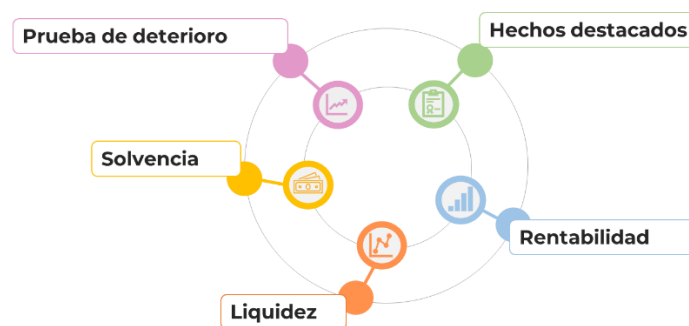 Prueba de deterioro
Hechos destacados
Solvencia
Rentabilidad
Liquidez